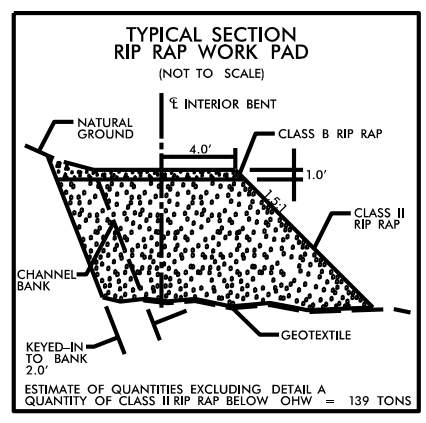 TYPICAL SECTION
RIP RAP WORK PAD
(NOT TO SCALE)
℄ INTERIOR BENT
NATURAL
GROUND
4.0'
CLASS B RIP RAP
1.0'
1.5:1
CLASS II
RIP RAP
CHANNEL
BANK
GEOTEXTILE
KEYED-IN
TO BANK
2.0'
ESTIMATE OF QUANTITIES EXCLUDING DETAIL A
QUANTITY OF CLASS II RIP RAP BELOW OHW = 139 TONS